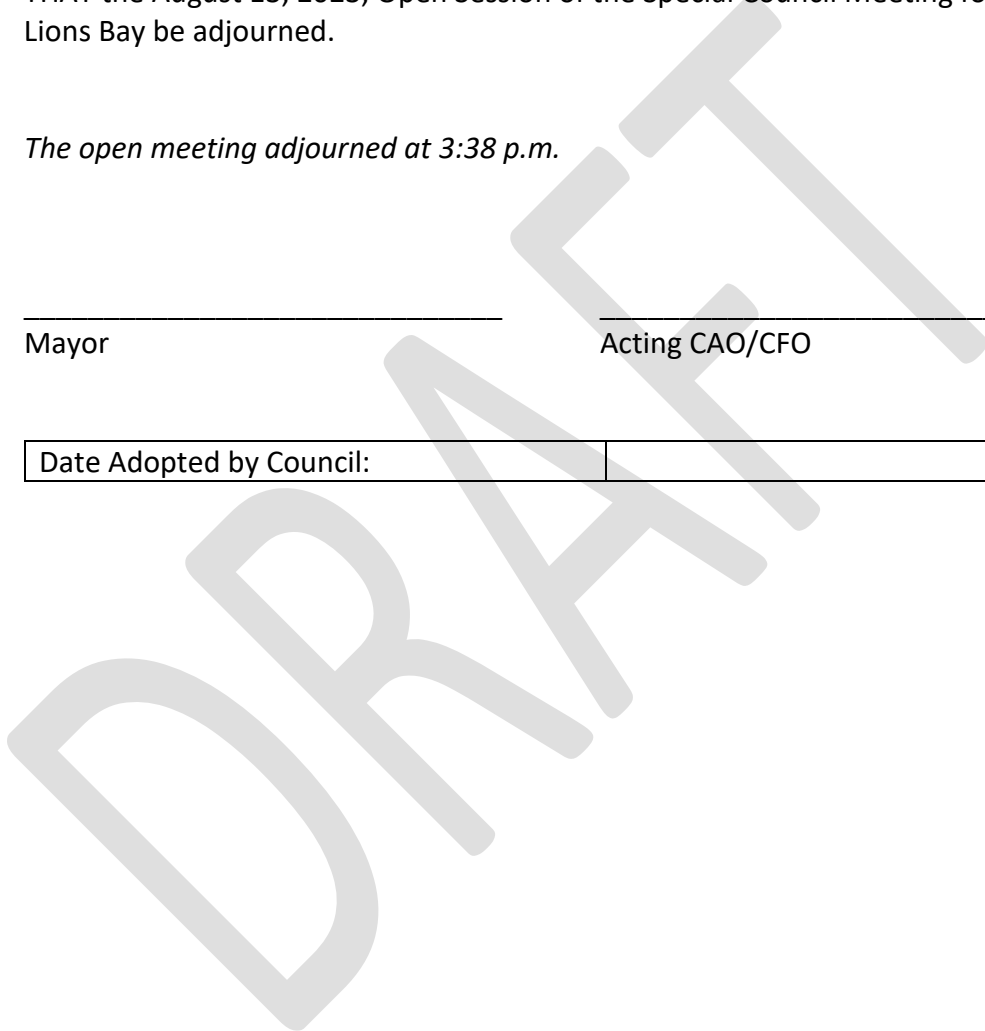 Lions Bay be adjourned.
The open meeting adjourned at 3:38 p.m.
Mayor Acting CAO/CFO
Date Adopted by Council:
DRAFT